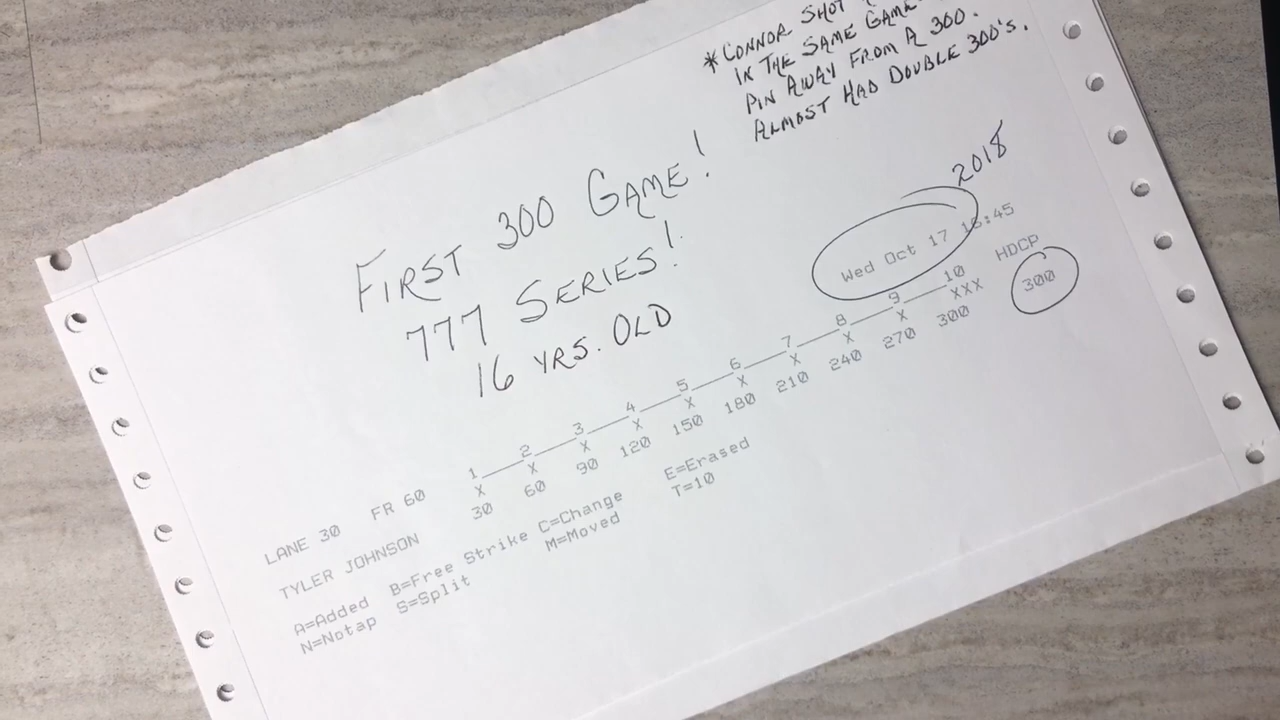 *CONNOR SHOT
IN THE SAME GAME.
PIN AWAY FROM A 300.
ALMOST HAD DOUBLE 300'S.
FIRST 300 GAME!
777 SERIES!
16 YRS. OLD
2018
Wed Oct 17 16:45
1 2 3 4 5 6 7 8 9 10 HDCP
LANE 30 FR 60 X X X X X X X X X XXX 300
TYLER JOHNSON 30 60 90 120 150 180 210 240 270 300
A=Added B=Free Strike C=Change E=Erased
N=Notap S=Split M=Moved T=10